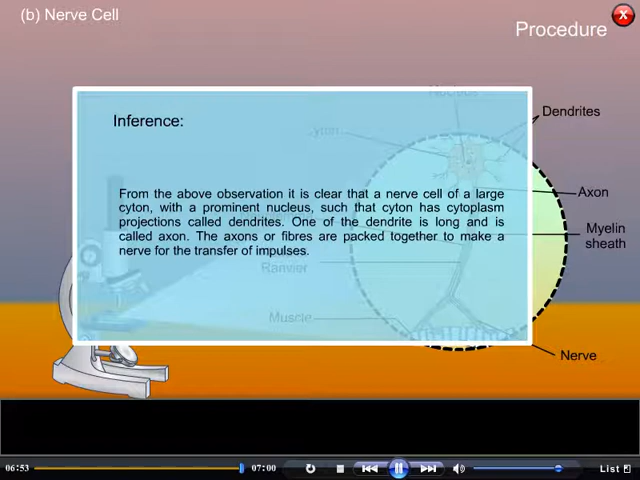 (b) Nerve Cell
Procedure
Inference:
From the above observation it is clear that a nerve cell of a large
cyton, with a prominent nucleus, such that cyton has cytoplasm
projections called dendrites. One of the dendrite is long and is
called axon. The axons or fibres are packed together to make a
nerve for the transfer of impulses.
Dendrites
Axon
Myelin
sheath
Ranvier
Muscle
Nerve
06:53
07:00
List